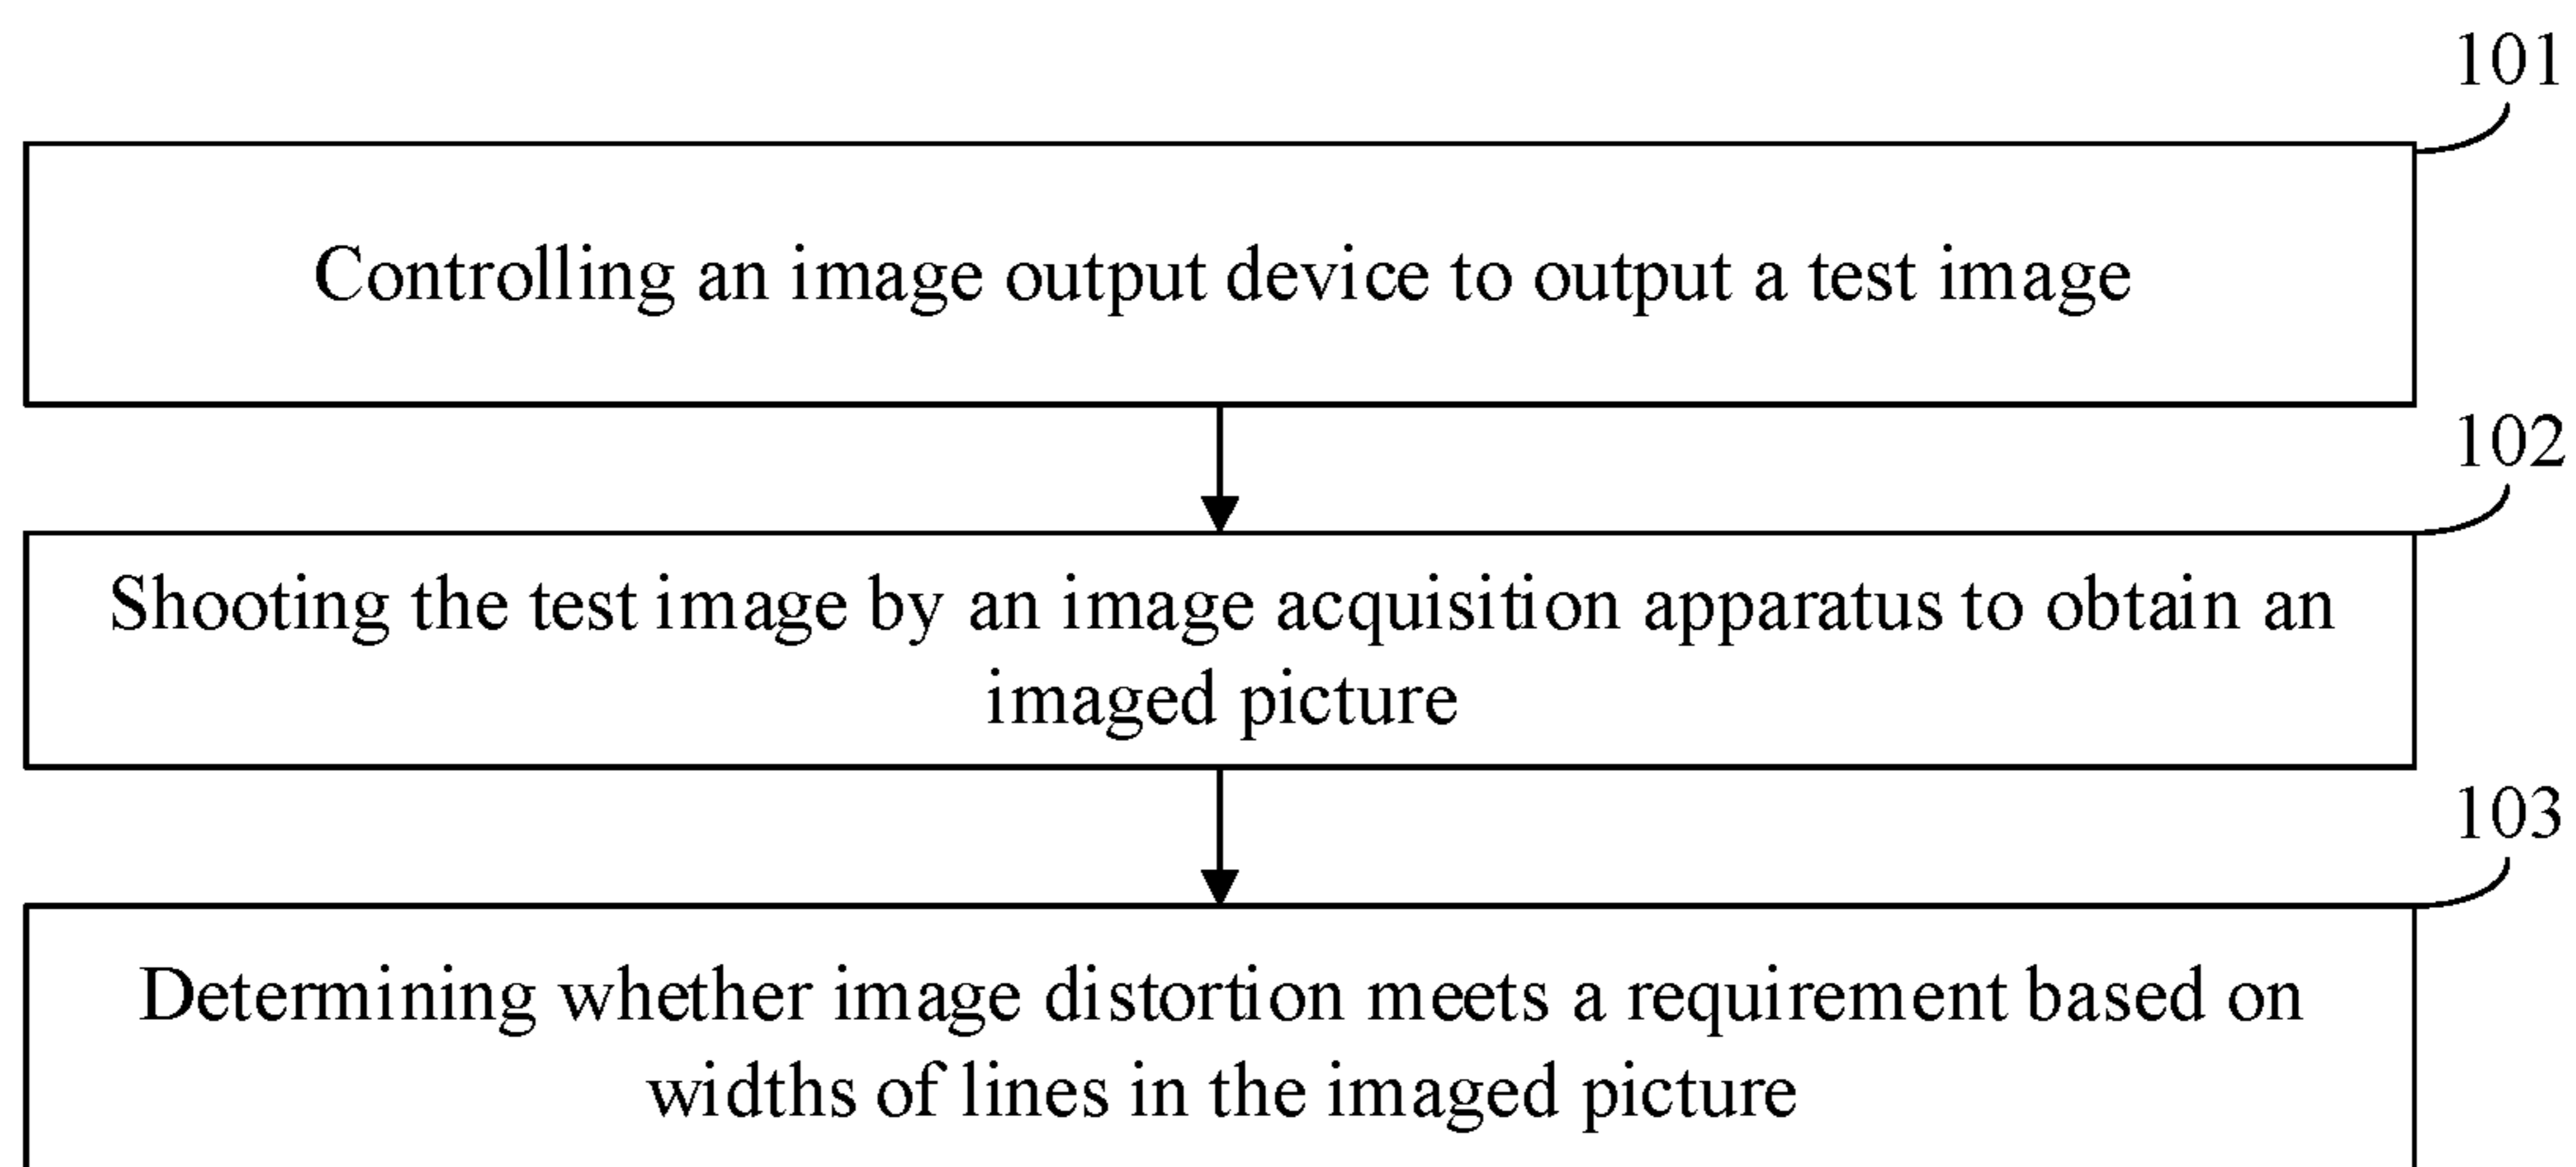 101
Controlling an image output device to output a test image
102
Shooting the test image by an image acquisition apparatus to obtain an
imaged picture
103
Determining whether image distortion meets a requirement based on
widths of lines in the imaged picture